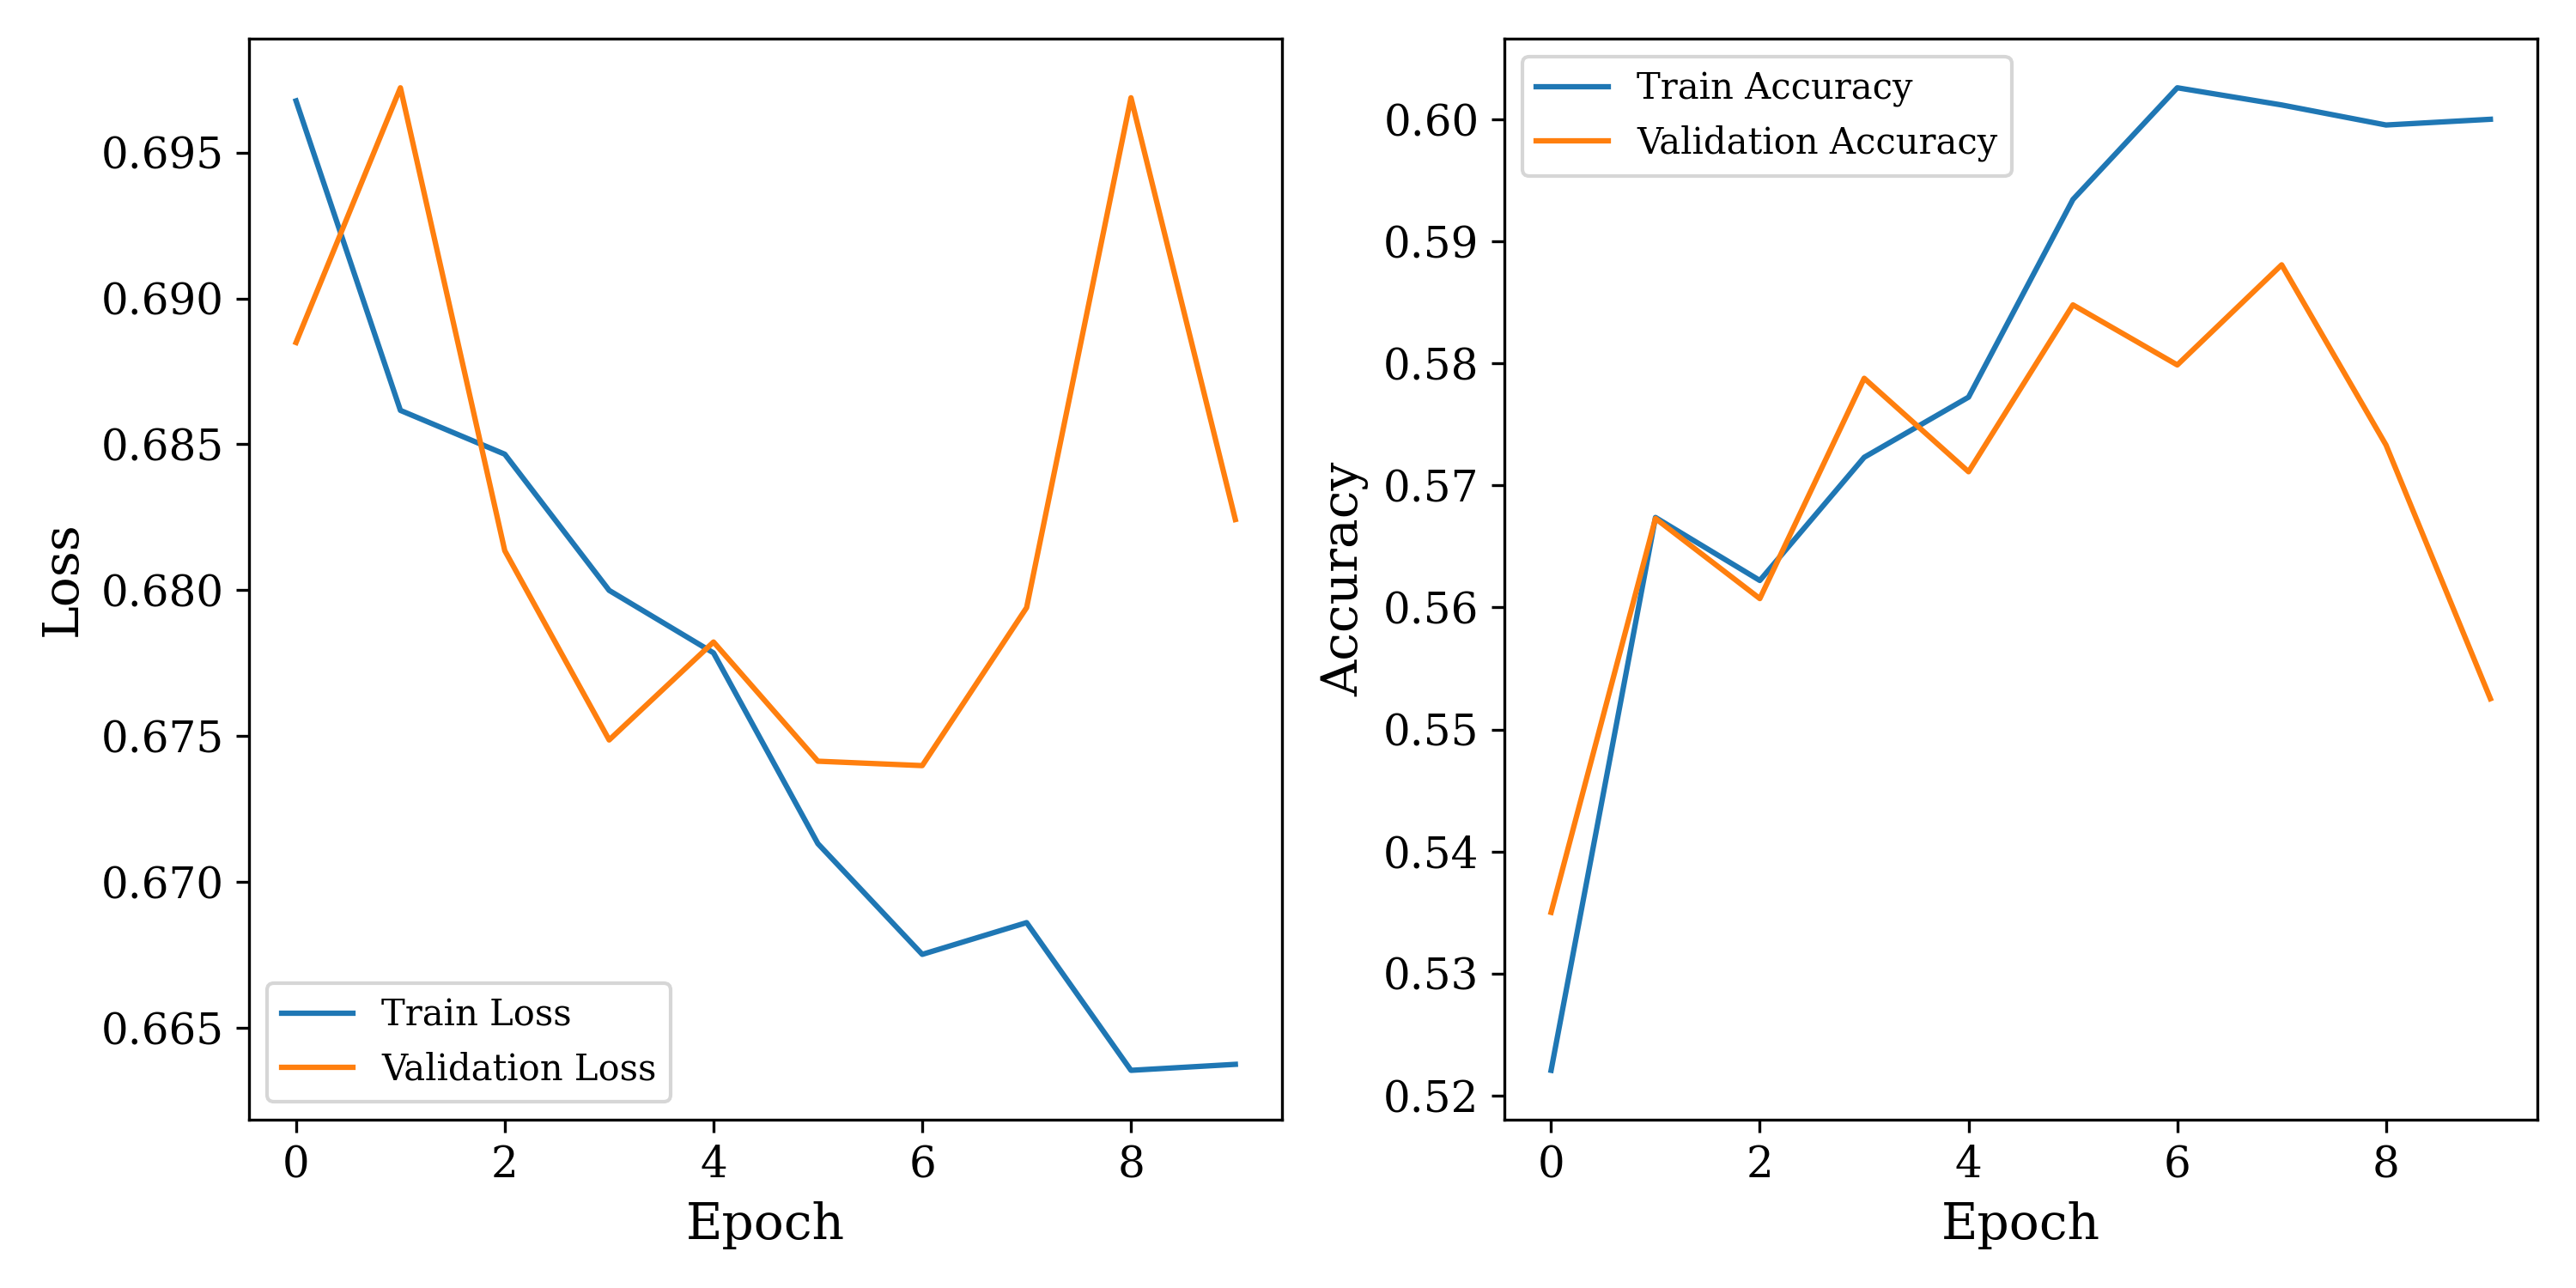 Loss
0.695
0.690
0.685
0.680
0.675
0.670
0.665
Train Loss
Validation Loss
0 2 4 6 8
Epoch
Accuracy
0.60
0.59
0.58
0.57
0.56
0.55
0.54
0.53
0.52
Train Accuracy
Validation Accuracy
0 2 4 6 8
Epoch